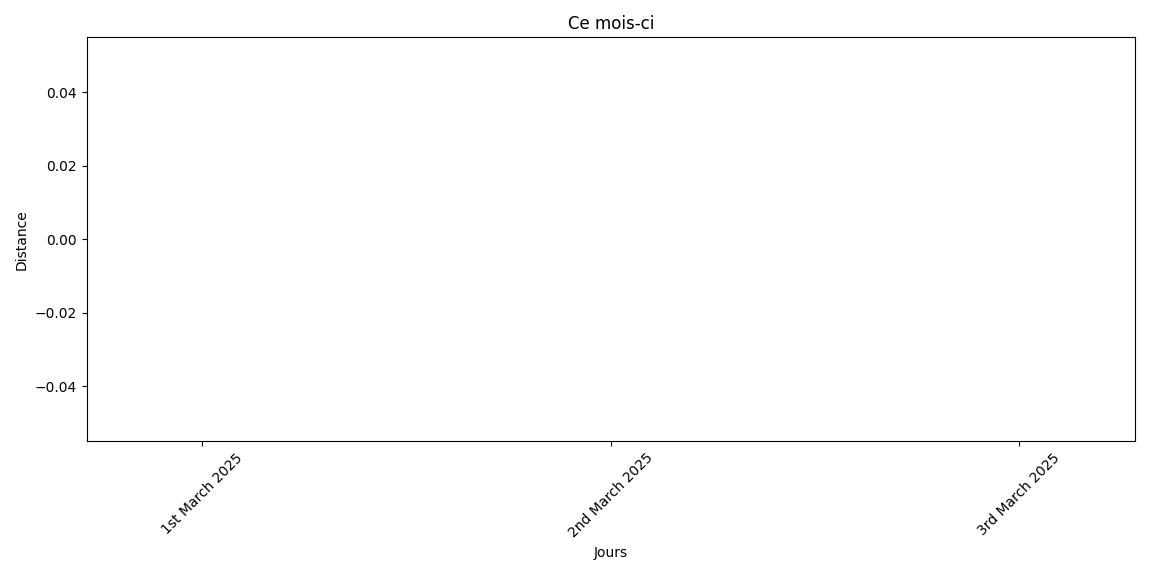 Ce mois-ci
0.04
0.02
0.00
−0.02
−0.04
Distance
1st March 2025
2nd March 2025
3rd March 2025
Jours